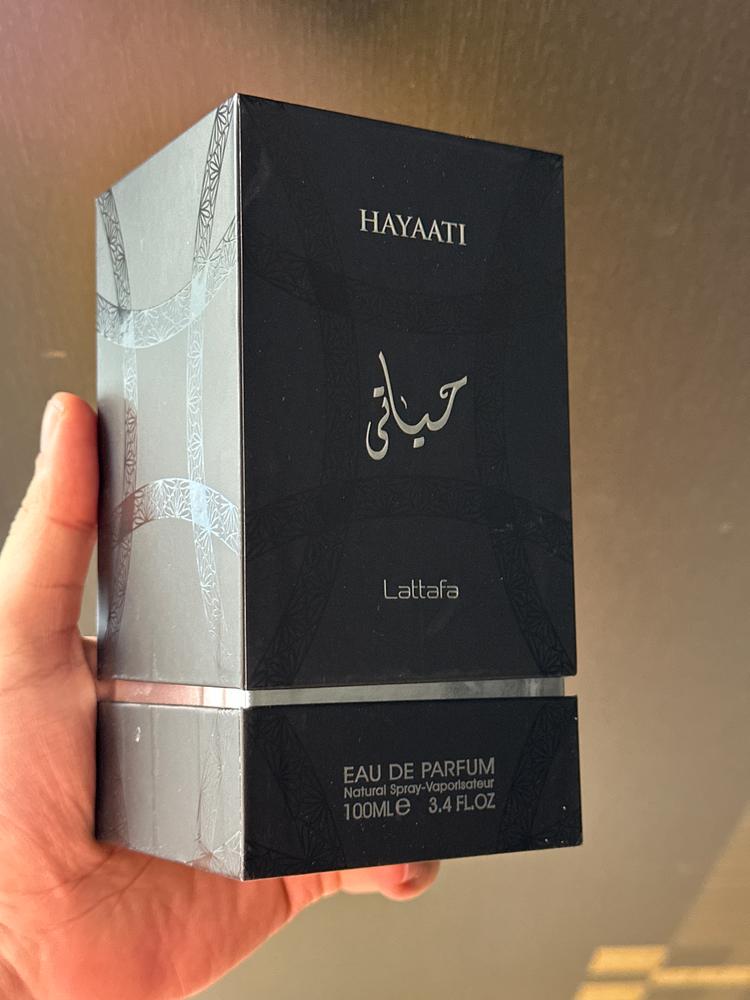 HAYAATI
حياتي
Lattafa
EAU DE PARFUM
Natural Spray-Vaporisateur
100ML℮ 3.4 FL.OZ